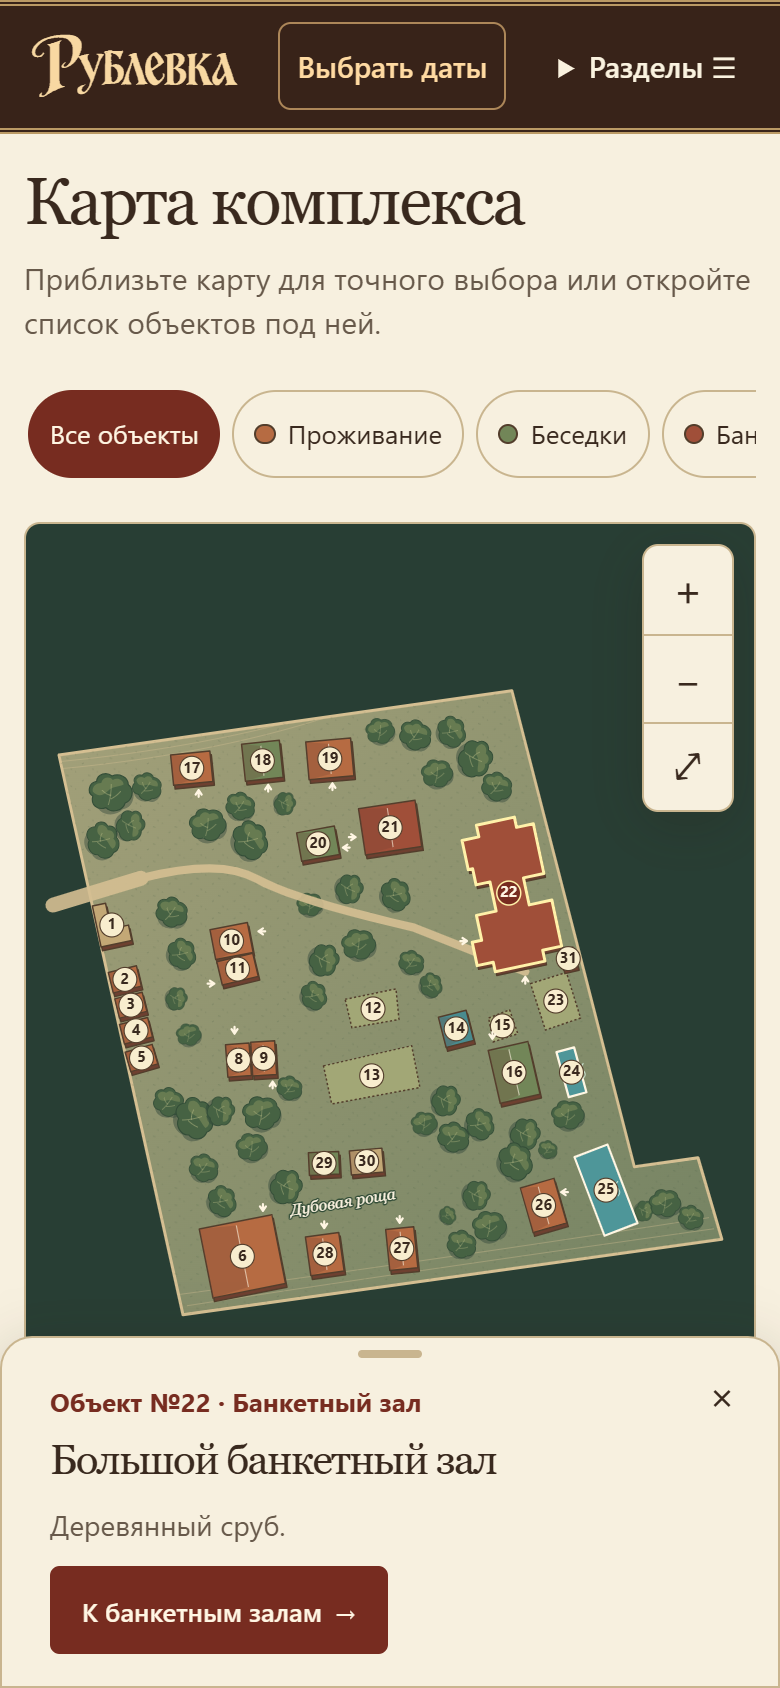 Рублевка
Выбрать даты
▶ Разделы ☰
Карта комплекса
Приблизьте карту для точного выбора или откройте
список объектов под ней.
Все объекты
Проживание
Беседки
Бан
+
−
17
18
19
20
21
22
1
10
11
2
3
4
5
31
23
12
14
15
8
9
13
16
24
29
30
Дубовая роща
25
26
6
28
27
Объект №22 · Банкетный зал
×
Большой банкетный зал
Деревянный сруб.
К банкетным залам →